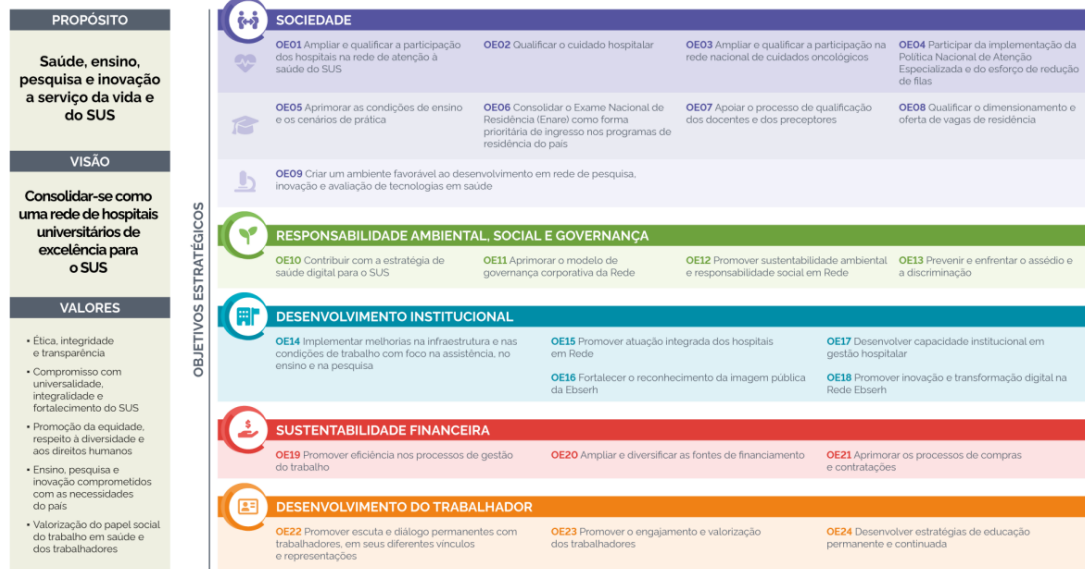 PROPÓSITO
Saúde, ensino,
pesquisa e inovação
a serviço da vida e
do SUS
VISÃO
Consolidar-se como
uma rede de hospitais
universitários de
excelência para
o SUS
VALORES
• Ética, integridade
e transparência
• Compromisso com
universalidade,
integralidade e
fortalecimento do SUS
• Promoção da equidade,
respeito à diversidade e
aos direitos humanos
• Ensino, pesquisa e
inovação comprometidos
com as necessidades
do país
• Valorização do papel social
do trabalho em saúde e
dos trabalhadores
OBJETIVOS ESTRATÉGICOS
SOCIEDADE
OE01 Ampliar e qualificar a participação
dos hospitais na rede de atenção à
saúde do SUS
OE02 Qualificar o cuidado hospitalar
OE03 Ampliar e qualificar a participação na
rede nacional de cuidados oncológicos
OE04 Participar da implementação da
Política Nacional de Atenção
Especializada e do esforço de redução
de filas
OE05 Aprimorar as condições de ensino
e os cenários de prática
OE06 Consolidar o Exame Nacional de
Residência (Enare) como forma
prioritária de ingresso nos programas de
residência do país
OE07 Apoiar o processo de qualificação
dos docentes e dos preceptores
OE08 Qualificar o dimensionamento e
oferta de vagas de residência
OE09 Criar um ambiente favorável ao desenvolvimento em rede de pesquisa,
inovação e avaliação de tecnologias em saúde
RESPONSABILIDADE AMBIENTAL, SOCIAL E GOVERNANÇA
OE10 Contribuir com a estratégia de
saúde digital para o SUS
OE11 Aprimorar o modelo de
governança corporativa da Rede
OE12 Promover sustentabilidade ambiental
e responsabilidade social em Rede
OE13 Prevenir e enfrentar o assédio e
a discriminação
DESENVOLVIMENTO INSTITUCIONAL
OE14 Implementar melhorias na infraestrutura e nas
condições de trabalho com foco na assistência, no
ensino e na pesquisa
OE15 Promover atuação integrada dos hospitais
em Rede
OE16 Fortalecer o reconhecimento da imagem pública
da Ebserh
OE17 Desenvolver capacidade institucional em
gestão hospitalar
OE18 Promover inovação e transformação digital na
Rede Ebserh
SUSTENTABILIDADE FINANCEIRA
$
OE19 Promover eficiência nos processos de gestão
do trabalho
OE20 Ampliar e diversificar as fontes de financiamento
OE21 Aprimorar os processos de compras
e contratações
DESENVOLVIMENTO DO TRABALHADOR
OE22 Promover escuta e diálogo permanentes com
trabalhadores, em seus diferentes vínculos
e representações
OE23 Promover o engajamento e valorização
dos trabalhadores
OE24 Desenvolver estratégias de educação
permanente e continuada